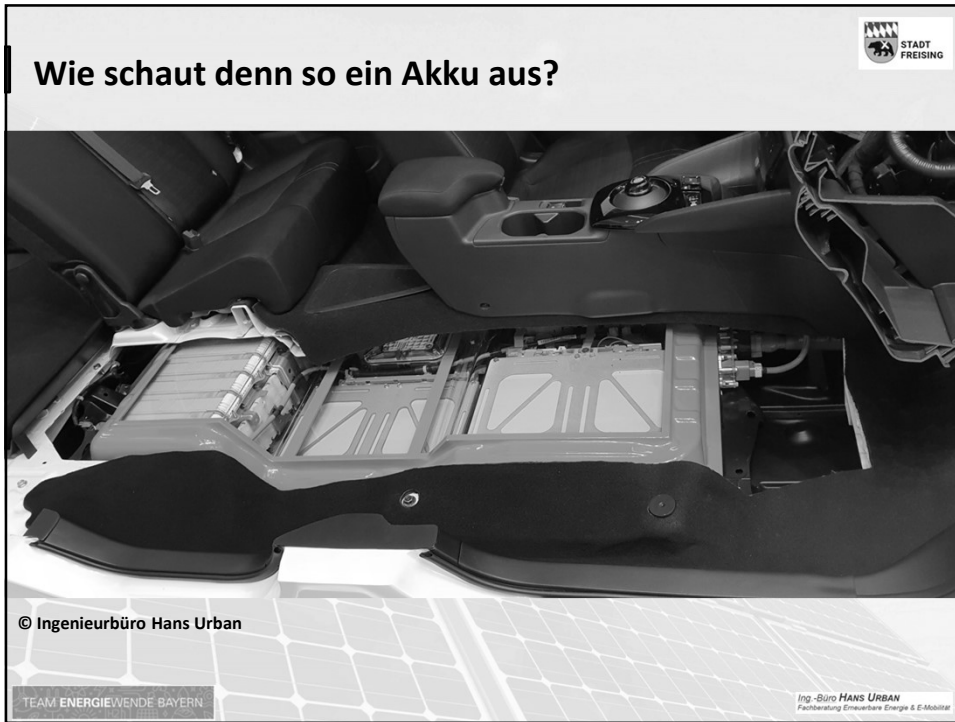 Wie schaut denn so ein Akku aus?
STADT
FREISING
© Ingenieurbüro Hans Urban
TEAM ENERGIEWENDE BAYERN
Ing.-Büro HANS URBAN
Fachberatung Erneuerbare Energie & E-Mobilität